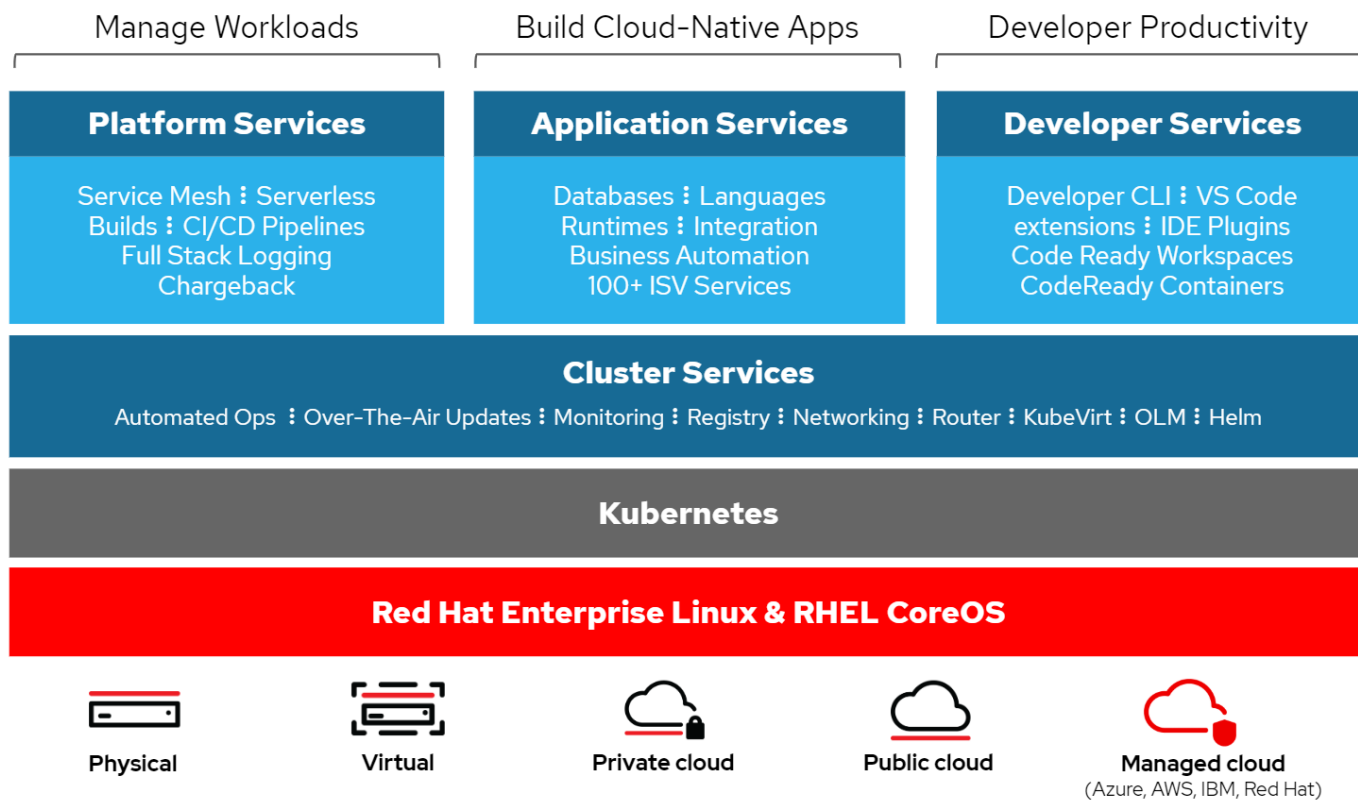 Manage Workloads
Build Cloud-Native Apps
Developer Productivity
Platform Services
Service Mesh ⋮ Serverless
Builds ⋮ CI/CD Pipelines
Full Stack Logging
Chargeback
Application Services
Databases ⋮ Languages
Runtimes ⋮ Integration
Business Automation
100+ ISV Services
Developer Services
Developer CLI ⋮ VS Code
extensions ⋮ IDE Plugins
Code Ready Workspaces
CodeReady Containers
Cluster Services
Automated Ops ⋮ Over-The-Air Updates ⋮ Monitoring ⋮ Registry ⋮ Networking ⋮ Router ⋮ KubeVirt ⋮ OLM ⋮ Helm
Kubernetes
Red Hat Enterprise Linux & RHEL CoreOS
Physical
Virtual
Private cloud
Public cloud
Managed cloud
(Azure, AWS, IBM, Red Hat)